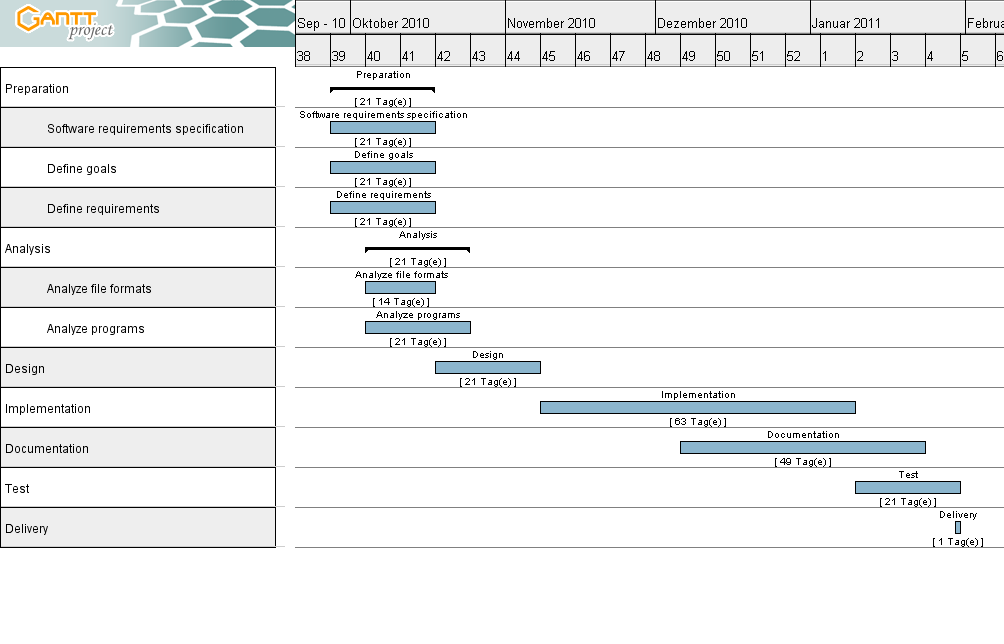 GANTT
project
Sep - 10 Oktober 2010 November 2010 Dezember 2010 Januar 2011 Februa
38 39 40 41 42 43 44 45 46 47 48 49 50 51 52 1 2 3 4 5 6
Preparation
Preparation
[ 21 Tag(e) ]
Software requirements specification
Software requirements specification
[ 21 Tag(e) ]
Define goals
Define goals
[ 21 Tag(e) ]
Define requirements
Define requirements
[ 21 Tag(e) ]
Analysis
Analysis
[ 21 Tag(e) ]
Analyze file formats
Analyze file formats
[ 14 Tag(e) ]
Analyze programs
Analyze programs
[ 21 Tag(e) ]
Design
Design
[ 21 Tag(e) ]
Implementation
Implementation
[ 63 Tag(e) ]
Documentation
Documentation
[ 49 Tag(e) ]
Test
Test
[ 21 Tag(e) ]
Delivery
Delivery
[ 1 Tag(e) ]